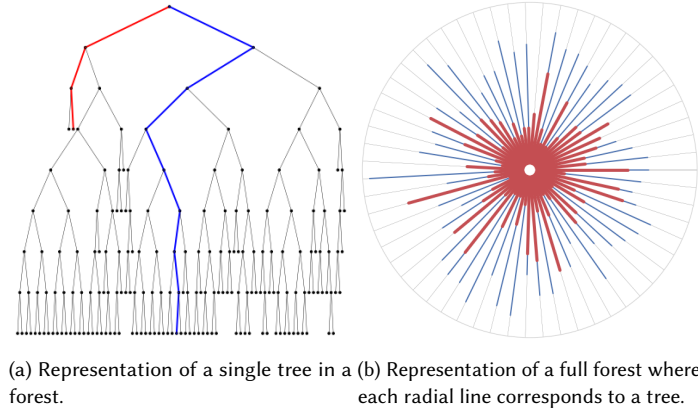 (a) Representation of a single tree in a
forest.
(b) Representation of a full forest where
each radial line corresponds to a tree.